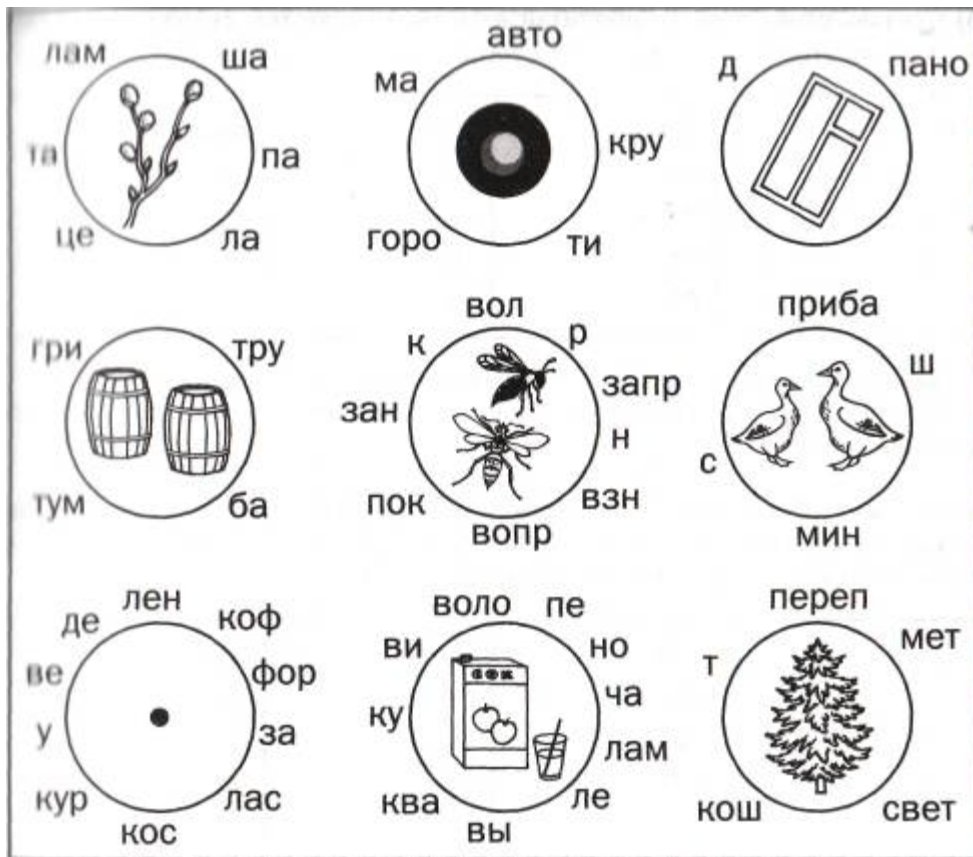 лам
ша
та
па
це
ла
авто
ма
кру
горо
ти
д
пано
гри
тру
тум
ба
вол
к
р
зан
запр
н
пок
взн
вопр
приба
ш
с
мин
лен
де
коф
ве
фор
у
за
кур
лас
кос
воло
пе
ви
но
сок
ча
ку
лам
ква
ле
вы
переп
мет
т
кош
свет